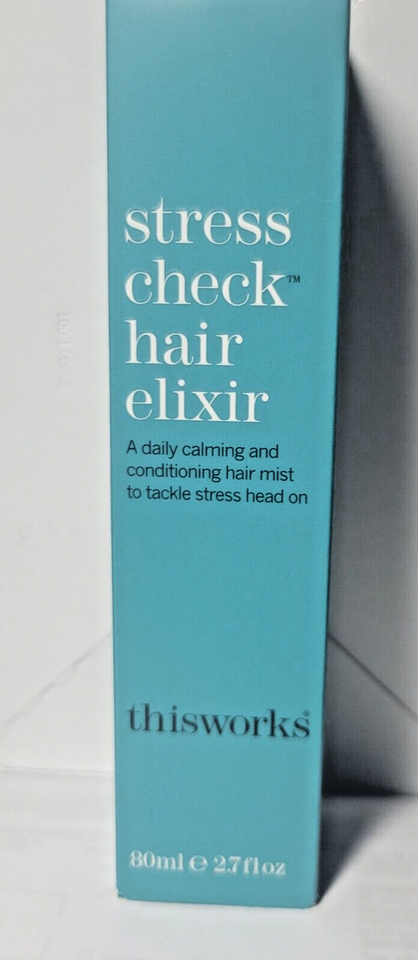 stress
check™
hair
elixir
A daily calming and
conditioning hair mist
to tackle stress head on
thisworks®
80ml ℮ 2.7fl oz